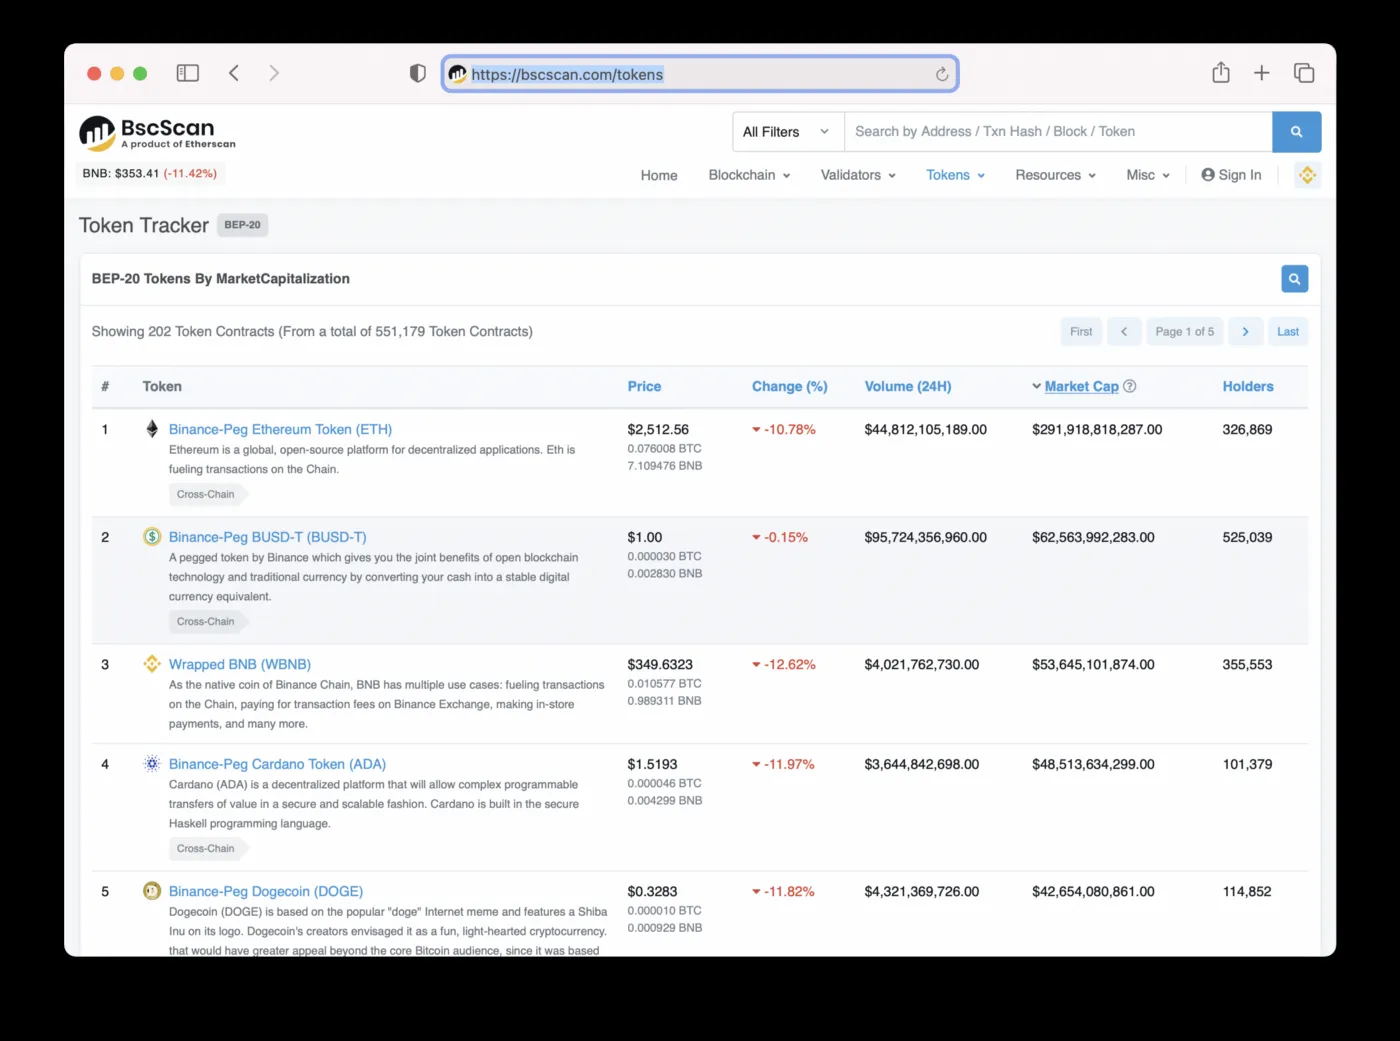 https://bscscan.com/tokens
BscScan
A product of Etherscan
All Filters
Search by Address / Txn Hash / Block / Token
BNB: $353.41 (-11.42%)
Home Blockchain Validators Tokens Resources Misc Sign In
Token Tracker BEP-20
BEP-20 Tokens By MarketCapitalization
Showing 202 Token Contracts (From a total of 551,179 Token Contracts)
First Page 1 of 5 Last
# Token Price Change (%) Volume (24H) Market Cap Holders
1 Binance-Peg Ethereum Token (ETH) $2,512.56 -10.78% $44,812,105,189.00 $291,918,818,287.00 326,869
Ethereum is a global, open-source platform for decentralized applications. Eth is 0.076008 BTC
fueling transactions on the Chain. 7.109476 BNB
Cross-Chain
2 Binance-Peg BUSD-T (BUSD-T) $1.00 -0.15% $95,724,356,960.00 $62,563,992,283.00 525,039
A pegged token by Binance which gives you the joint benefits of open blockchain 0.000030 BTC
technology and traditional currency by converting your cash into a stable digital 0.002830 BNB
currency equivalent.
Cross-Chain
3 Wrapped BNB (WBNB) $349.6323 -12.62% $4,021,762,730.00 $53,645,101,874.00 355,553
As the native coin of Binance Chain, BNB has multiple use cases: fueling transactions 0.010577 BTC
on the Chain, paying for transaction fees on Binance Exchange, making in-store 0.989311 BNB
payments, and many more.
4 Binance-Peg Cardano Token (ADA) $1.5193 -11.97% $3,644,842,698.00 $48,513,634,299.00 101,379
Cardano (ADA) is a decentralized platform that will allow complex programmable 0.000046 BTC
transfers of value in a secure and scalable fashion. Cardano is built in the secure 0.004299 BNB
Haskell programming language.
Cross-Chain
5 Binance-Peg Dogecoin (DOGE) $0.3283 -11.82% $4,321,369,726.00 $42,654,080,861.00 114,852
Dogecoin (DOGE) is based on the popular "doge" Internet meme and features a Shiba 0.000010 BTC
Inu on its logo. Dogecoin's creators envisaged it as a fun, light-hearted cryptocurrency. 0.000929 BNB
that would have greater appeal beyond the core Bitcoin audience, since it was based